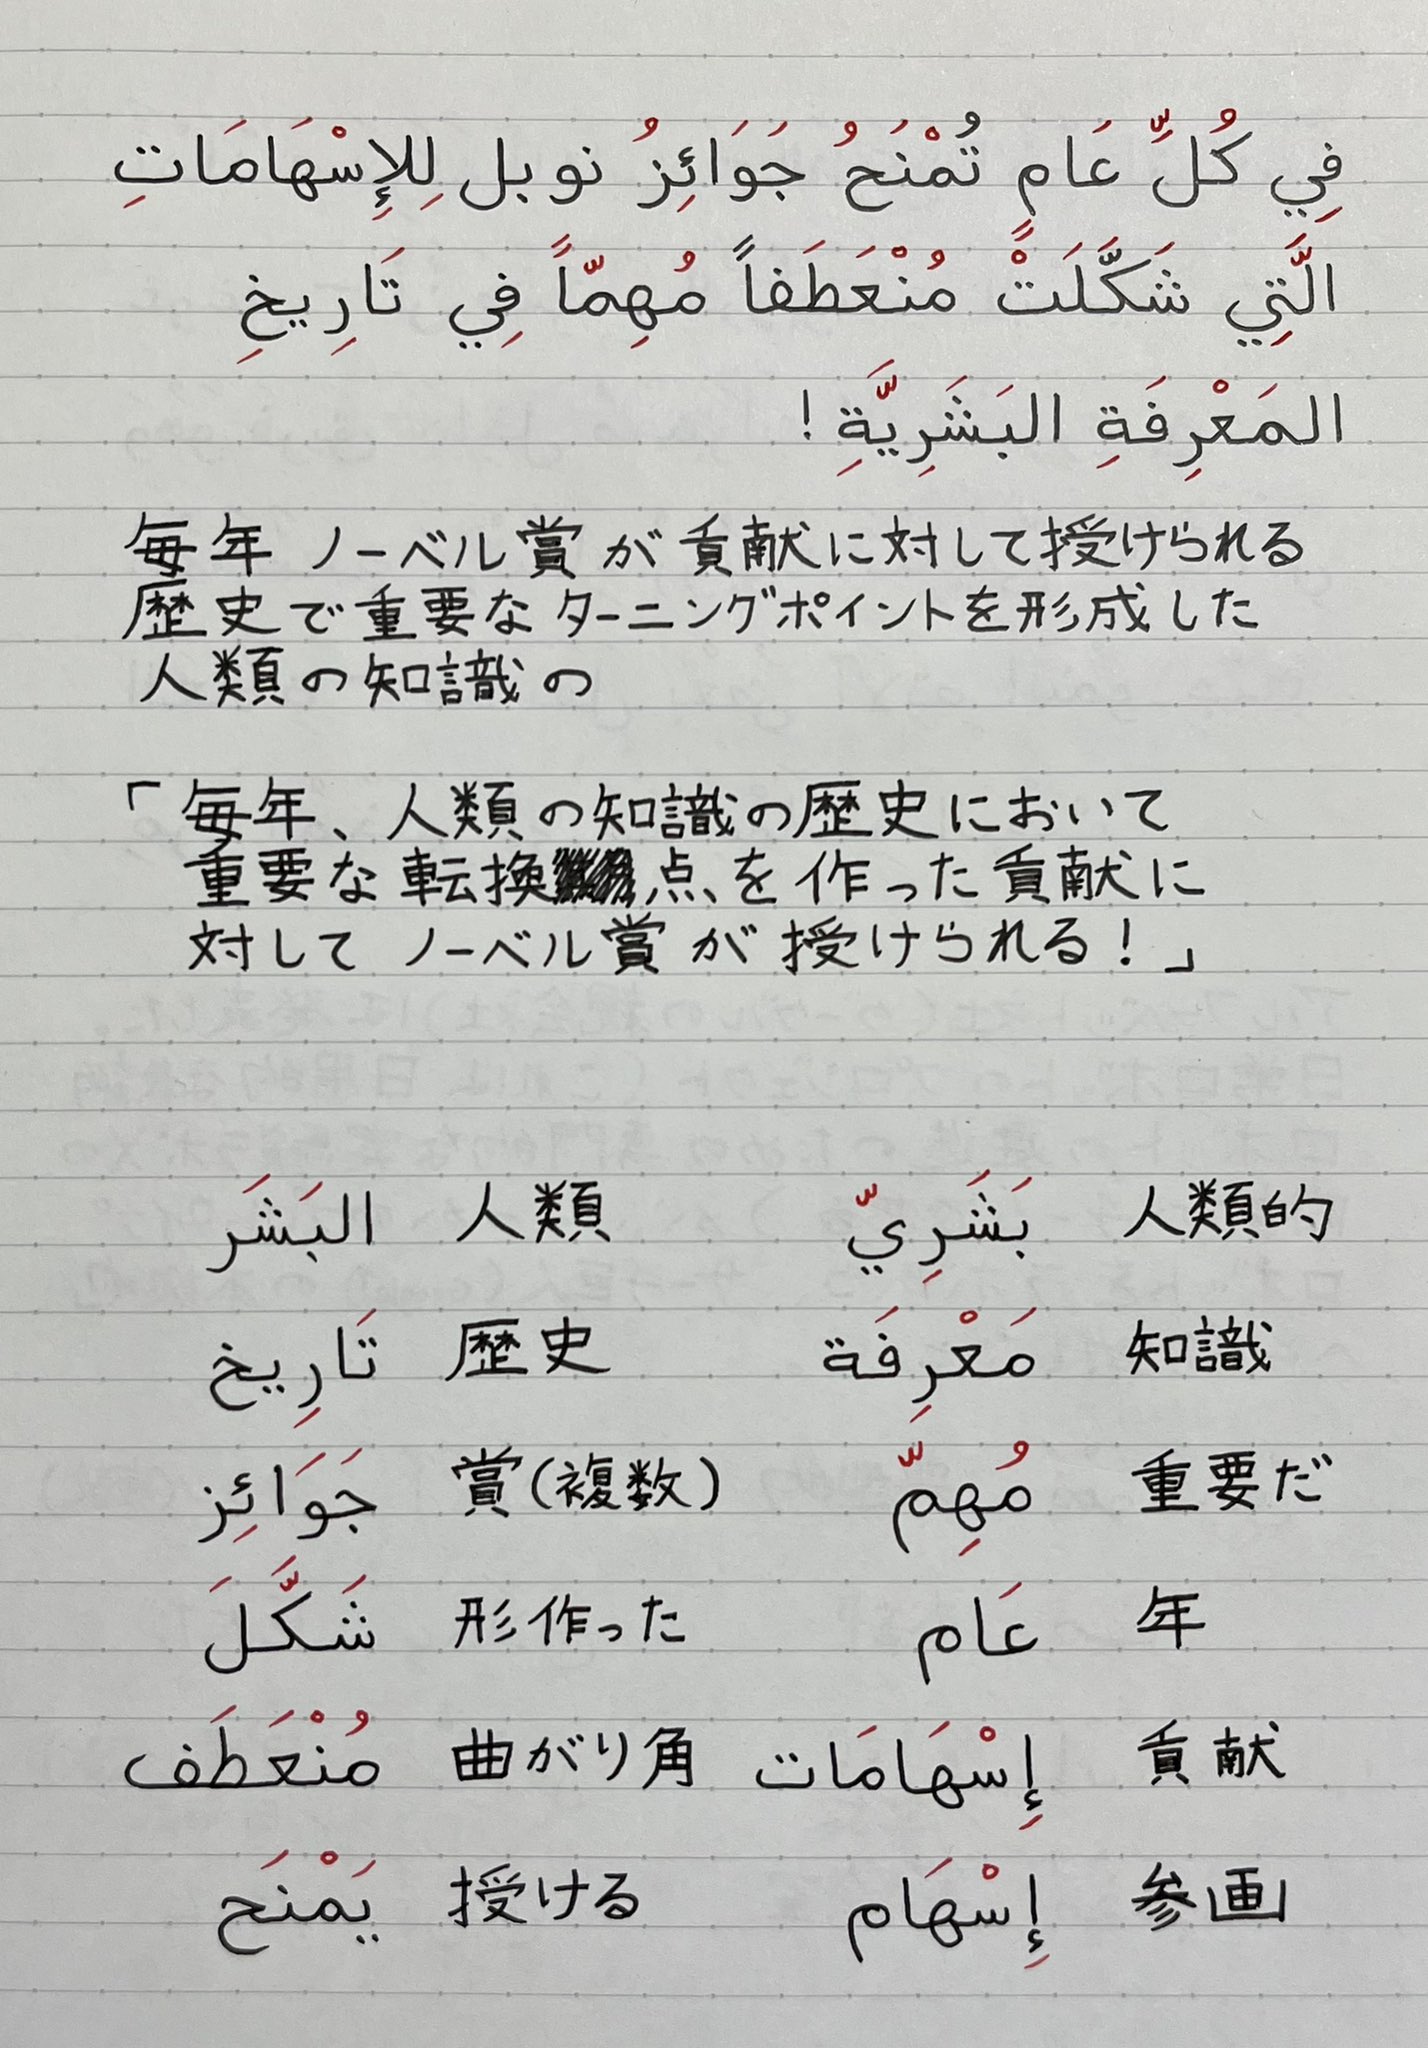 فِي كُلِّ عَامٍ تُمْنَحُ جَوَائِزُ نوبل لِلإِسْهَامَاتِ
الَّتِي شَكَّلَتْ مُنْعَطَفاً مُهِمّاً فِي تَارِيخِ
المَعْرِفَةِ البَشَرِيَّةِ!
毎年 ノーベル賞が貢献に対して授けられる
歴史で重要なターニングポイントを形成した
人類の知識の
「毎年、人類の知識の歴史において
重要な転換点を作った貢献に
対してノーベル賞が授けられる!」
البَشَرَ 人類 بَشَرِيّ 人類的
تَارِيخ 歴史 مَعْرِفَة 知識
جَوَائِز 賞(複数) مُهِمّ 重要だ
شَكَّلَ 形作った عَام 年
مُنْعَطَف 曲がり角 إِسْهَامَات 貢献
يَمْنَح 授ける إِسْهَام 参画